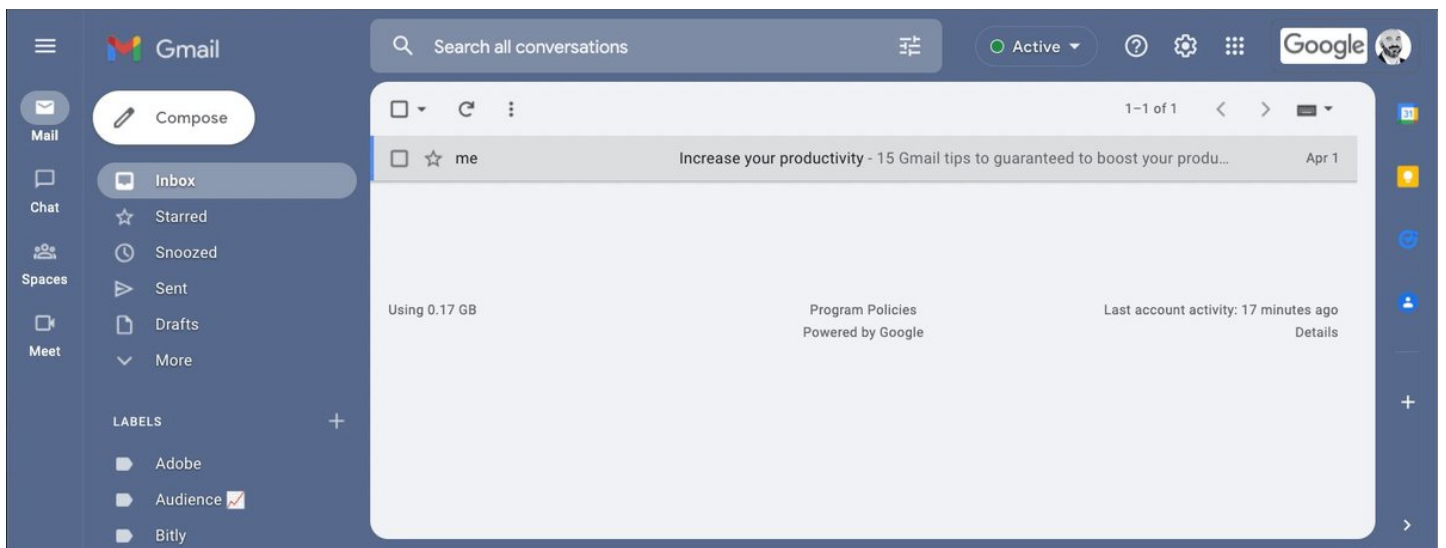 Gmail
Search all conversations
Active
Google
Mail
Compose
1–1 of 1
31
me
Increase your productivity - 15 Gmail tips to guaranteed to boost your produ...
Apr 1
Inbox
Chat
Starred
Snoozed
Spaces
Sent
Using 0.17 GB
Program Policies
Last account activity: 17 minutes ago
Drafts
Powered by Google
Details
Meet
More
LABELS
Adobe
Audience 📈
Bitly